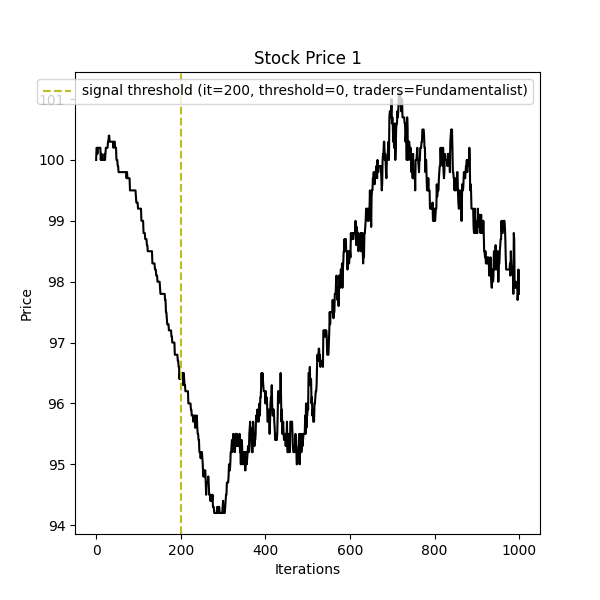 Stock Price 1
signal threshold (it=200, threshold=0, traders=Fundamentalist)
101
100
99
98
97
96
95
94
Price
0 200 400 600 800 1000
Iterations